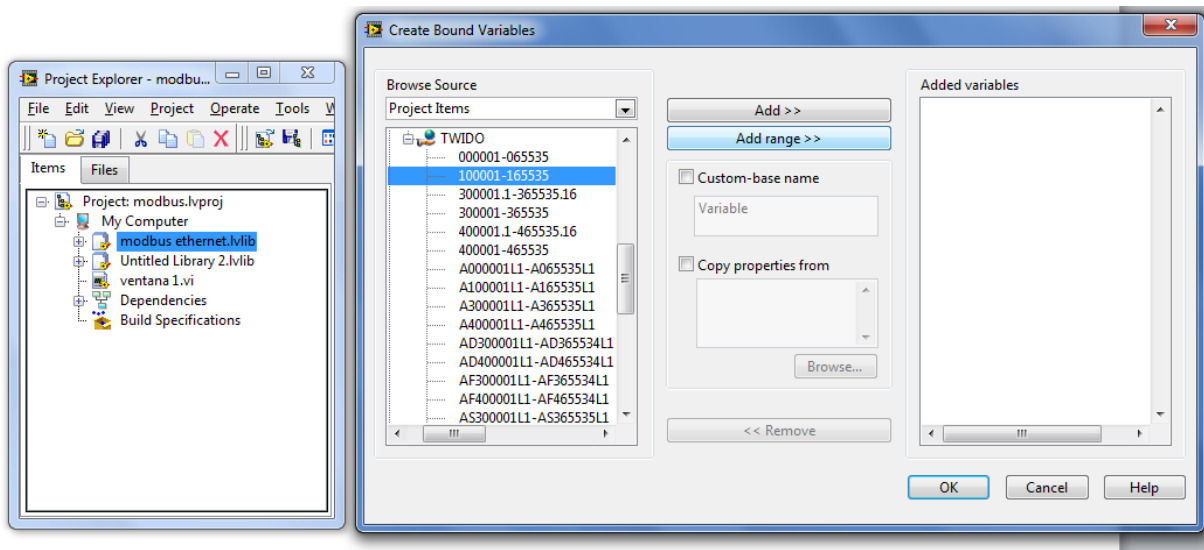 Project Explorer - modbu...
File Edit View Project Operate Tools
Items Files
Project: modbus.lvproj
My Computer
modbus ethernet.lvlib
Untitled Library 2.lvlib
ventana 1.vi
Dependencies
Build Specifications
Create Bound Variables
Browse Source
Project Items
TWIDO
000001-065535
100001-165535
300001.1-365535.16
300001-365535
400001.1-465535.16
400001-465535
A000001L1-A065535L1
A100001L1-A165535L1
A300001L1-A365535L1
A400001L1-A465535L1
AD300001L1-AD365534L1
AD400001L1-AD465534L1
AF300001L1-AF365534L1
AF400001L1-AF465534L1
AS300001L1-AS365535L1
Add >>
Add range >>
Custom-base name
Variable
Copy properties from
Browse...
<< Remove
Added variables
OK Cancel Help